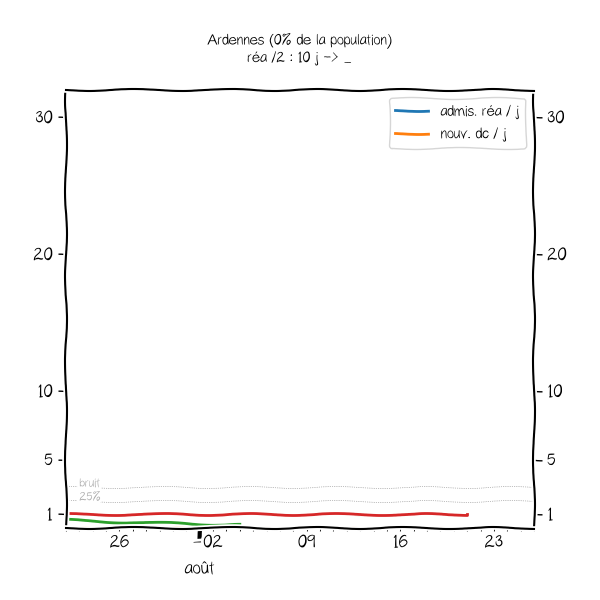 Ardennes (0% de la population)
réa /2 : 10 j -> _
admis. réa / j
nouv. dc / j
30
30
20
20
10
10
5
5
bruit
25%
1
1
26
02
09
16
23
août